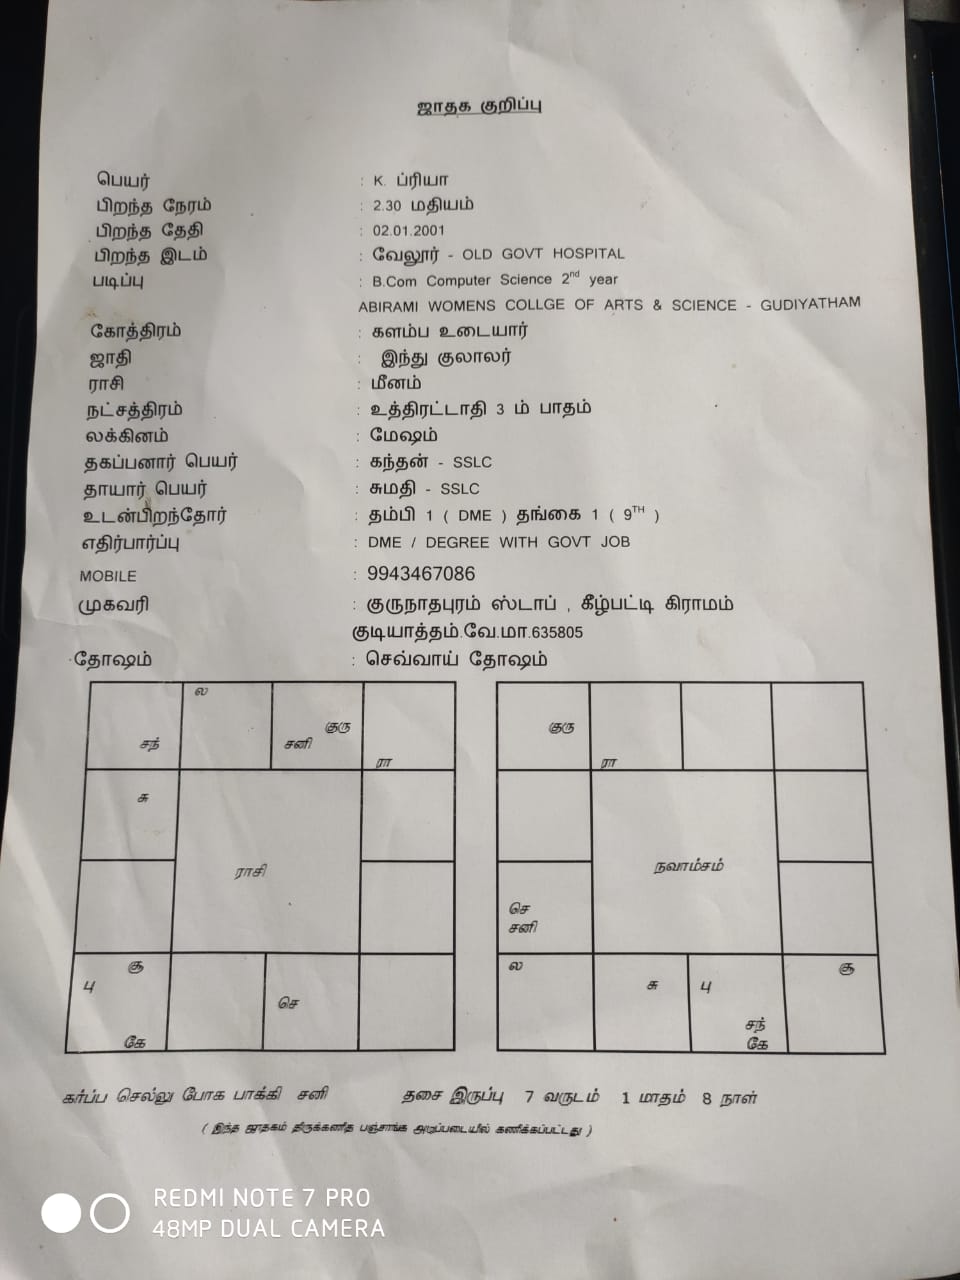 ஜாதக குறிப்பு
பெயர் : K. ப்ரியா
பிறந்த நேரம் : 2.30 மதியம்
பிறந்த தேதி : 02.01.2001
பிறந்த இடம் : வேலூர் - OLD GOVT HOSPITAL
படிப்பு : B.Com Computer Science 2nd year
ABIRAMI WOMENS COLLGE OF ARTS & SCIENCE - GUDIYATHAM
கோத்திரம் : களம்ப உடையார்
ஜாதி : இந்து குலாலர்
ராசி : மீனம்
நட்சத்திரம் : உத்திரட்டாதி 3 ம் பாதம்
லக்கினம் : மேஷம்
தகப்பனார் பெயர் : கந்தன் - SSLC
தாயார் பெயர் : சுமதி - SSLC
உடன்பிறந்தோர் : தம்பி 1 ( DME ) தங்கை 1 ( 9TH )
எதிர்பார்ப்பு : DME / DEGREE WITH GOVT JOB
MOBILE : 9943467086
முகவரி : குருநாதபுரம் ஸ்டாப் , கீழ்பட்டி கிராமம்
குடியாத்தம்.வே.மா.635805
தோஷம் : செவ்வாய் தோஷம்
ல
குரு
சந் சனி
ரா
சு
ராசி
சூ
பு
செ
கே
குரு
ரா
நவாம்சம்
செ
சனி
ல சூ
சு பு
சந்
கே
கர்ப்ப செல்லு போக பாக்கி சனி தசை இருப்பு 7 வருடம் 1 மாதம் 8 நாள்
( இந்த ஜாதகம் திருக்கணித பஞ்சாங்க அடிப்படையில் கணிக்கப்பட்டது )
REDMI NOTE 7 PRO
48MP DUAL CAMERA